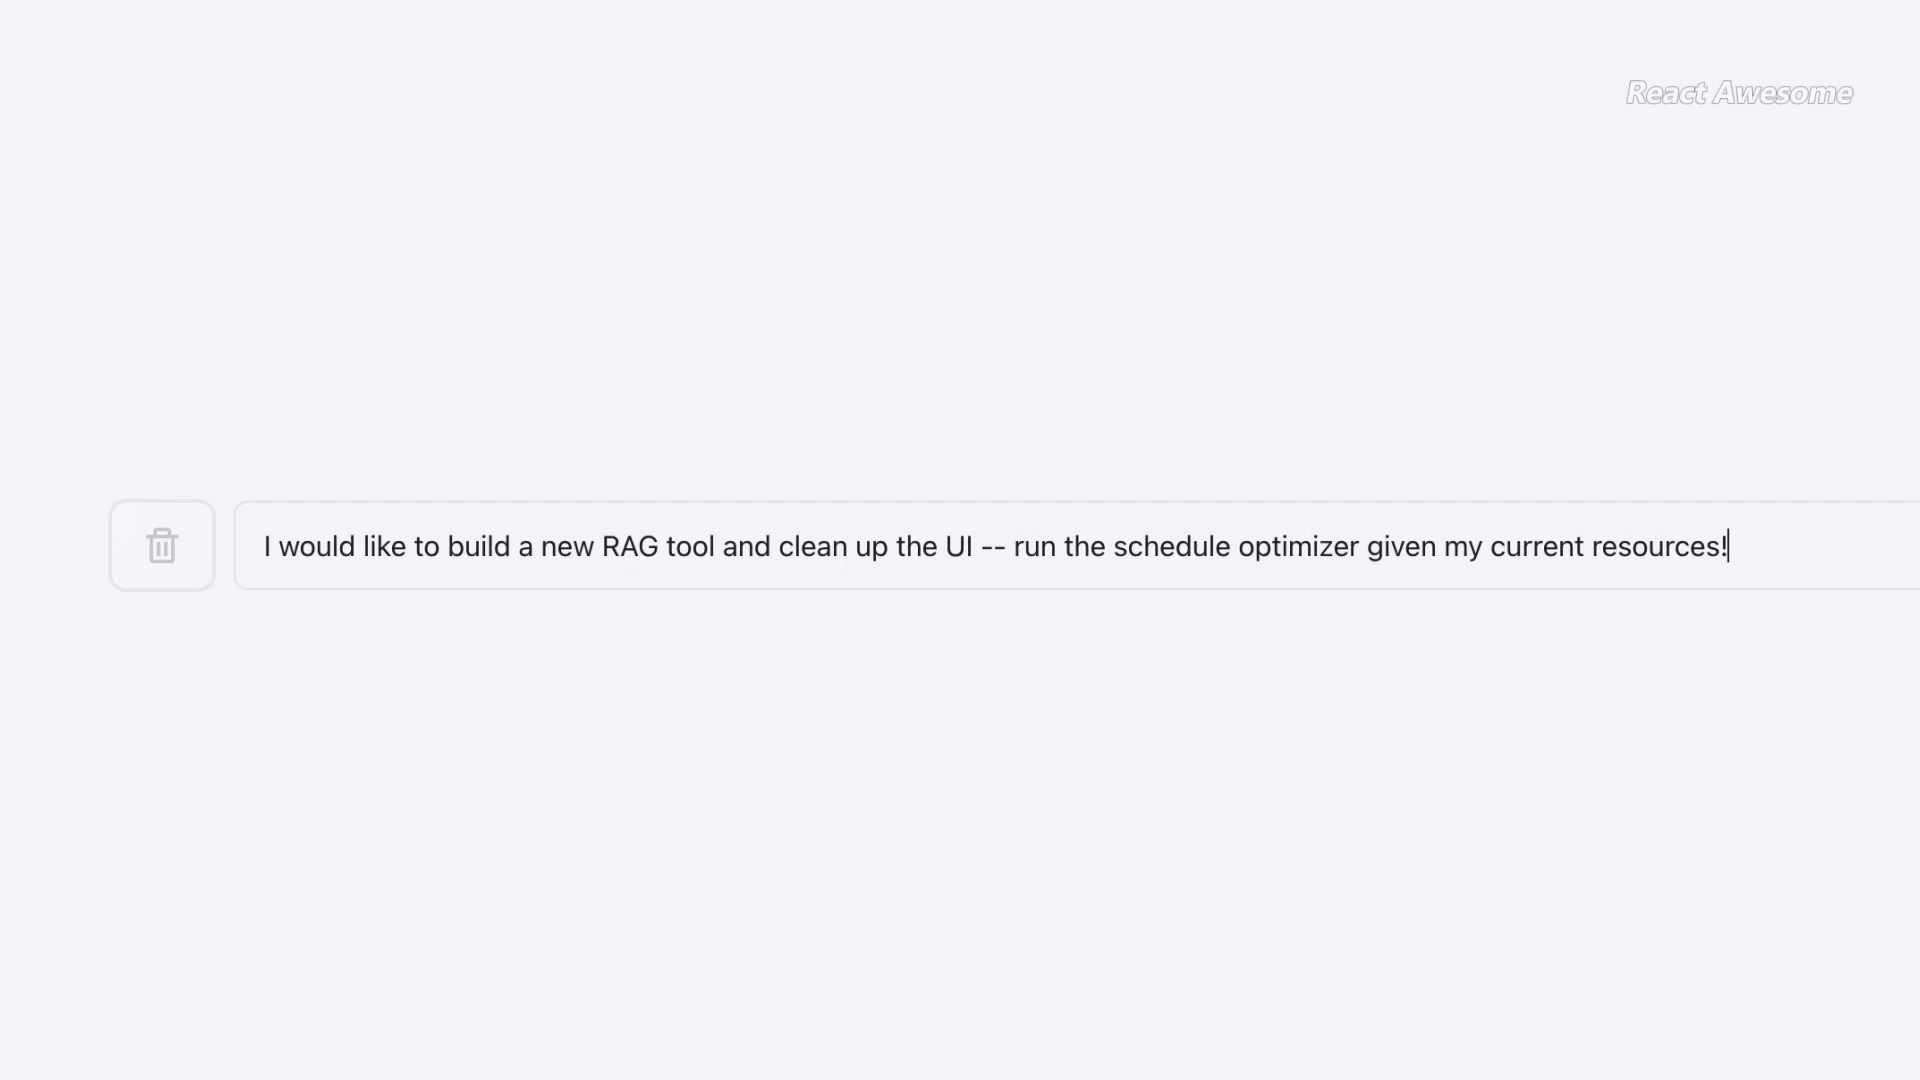 React Awesome
I would like to build a new RAG tool and clean up the UI -- run the schedule optimizer given my current resources!